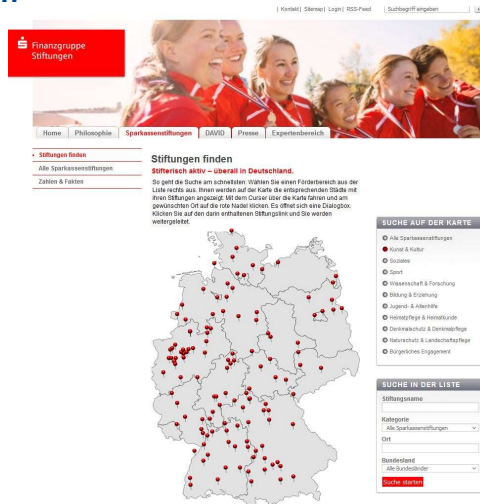 | Kontakt | Sitemap | Login | RSS-Feed
Suchbegriff eingeben
Finanzgruppe
Stiftungen
Home
Philosophie
Sparkassenstiftungen
DAVID
Presse
Expertenbereich
Stiftungen finden
Alle Sparkassenstiftungen
Zahlen & Fakten
Stiftungen finden
Stifterisch aktiv – überall in Deutschland.
So geht die Suche am schnellsten: Wählen Sie einen Förderbereich aus der
Liste rechts aus. Ihnen werden auf der Karte die entsprechenden Städte mit
ihren Stiftungen angezeigt. Mit dem Cursor über die Karte fahren und am
gewünschten Ort auf die rote Nadel klicken. Es öffnet sich eine Dialogbox.
Klicken Sie auf den darin enthaltenen Stiftungslink und Sie werden
weitergeleitet.
SUCHE AUF DER KARTE
Alle Sparkassenstiftungen
Kunst & Kultur
Soziales
Sport
Wissenschaft & Forschung
Bildung & Erziehung
Jugend- & Altenhilfe
Heimatpflege & Heimatkunde
Denkmalschutz & Denkmalpflege
Naturschutz & Landschaftspflege
Bürgerliches Engagement
SUCHE IN DER LISTE
Stiftungsname
Kategorie
Alle Sparkassenstiftungen
Ort
Bundesland
Alle Bundesländer
Suche starten